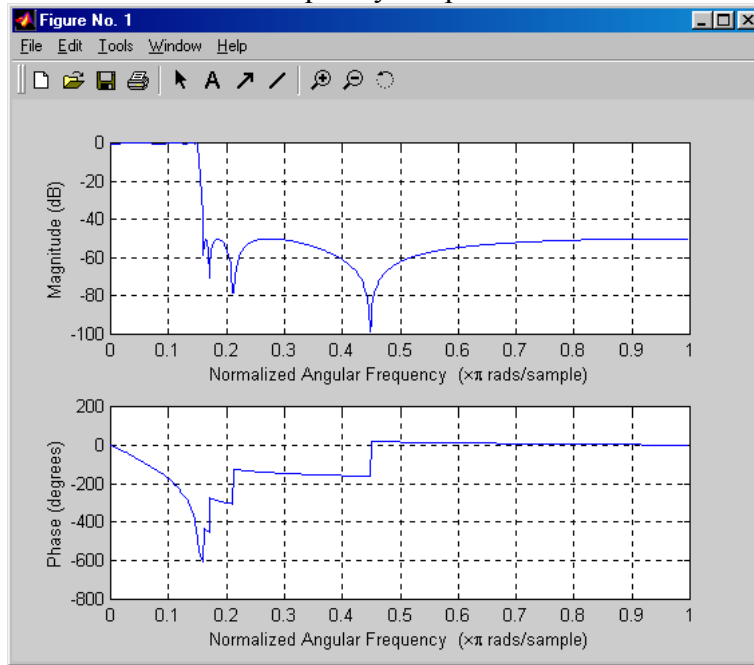 Figure No. 1
File Edit Tools Window Help
A
0
-20
-40
-60
-80
-100
Magnitude (dB)
0 0.1 0.2 0.3 0.4 0.5 0.6 0.7 0.8 0.9 1
Normalized Angular Frequency (×π rads/sample)
200
0
-200
-400
-600
-800
Phase (degrees)
0 0.1 0.2 0.3 0.4 0.5 0.6 0.7 0.8 0.9 1
Normalized Angular Frequency (×π rads/sample)